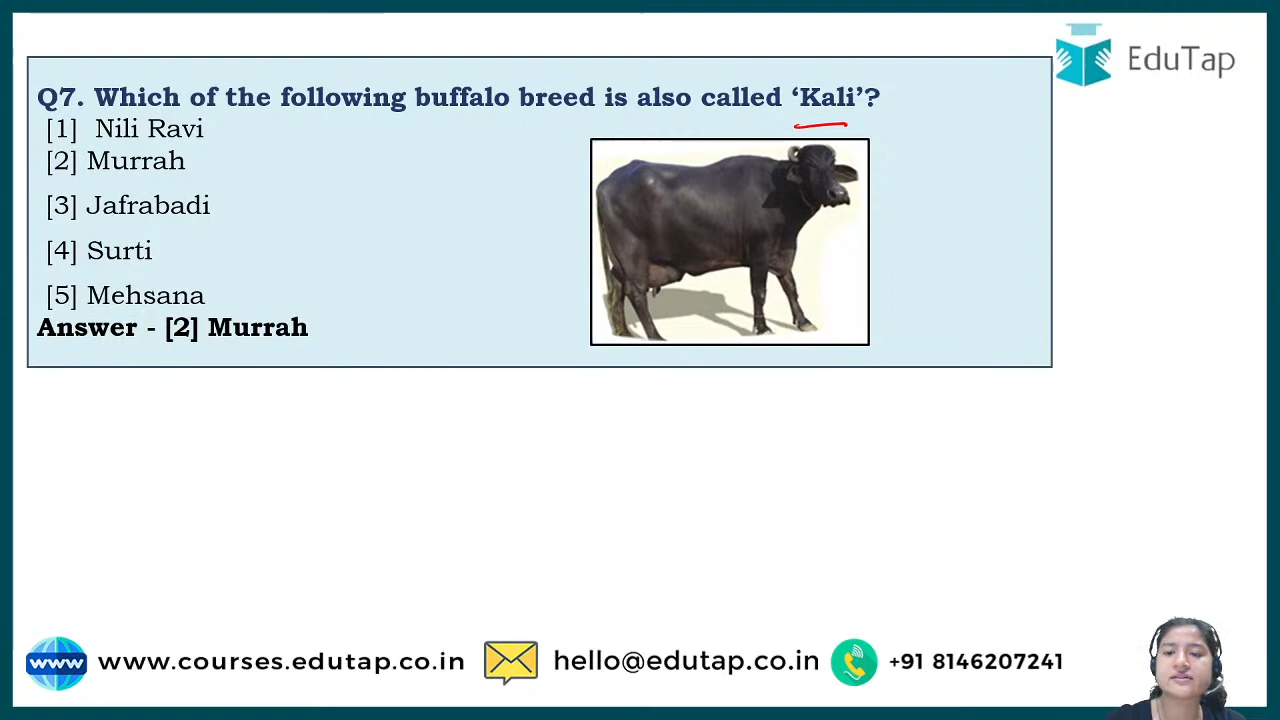 EduTap
Q7. Which of the following buffalo breed is also called ‘Kali’?
[1] Nili Ravi
[2] Murrah
[3] Jafrabadi
[4] Surti
[5] Mehsana
Answer - [2] Murrah
www www.courses.edutap.co.in hello@edutap.co.in +91 8146207241